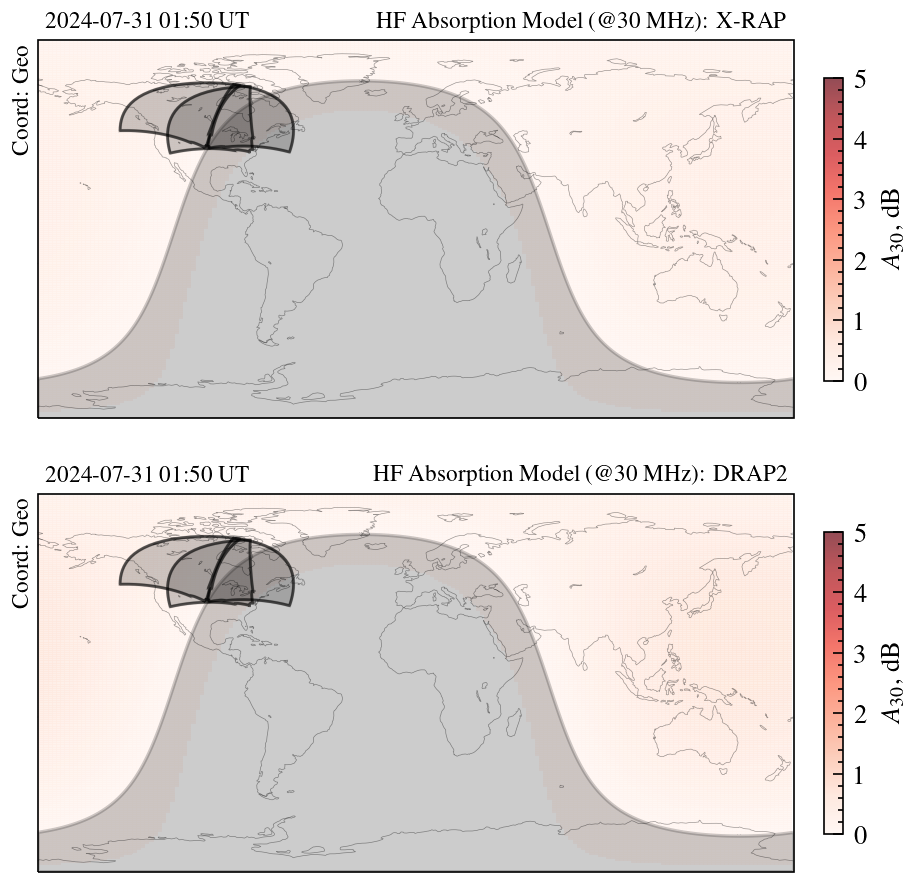 2024-07-31 01:50 UT
HF Absorption Model (@30 MHz): X-RAP
Coord: Geo
5
4
3
2
1
0
A30, dB
2024-07-31 01:50 UT
HF Absorption Model (@30 MHz): DRAP2
Coord: Geo
5
4
3
2
1
0
A30, dB